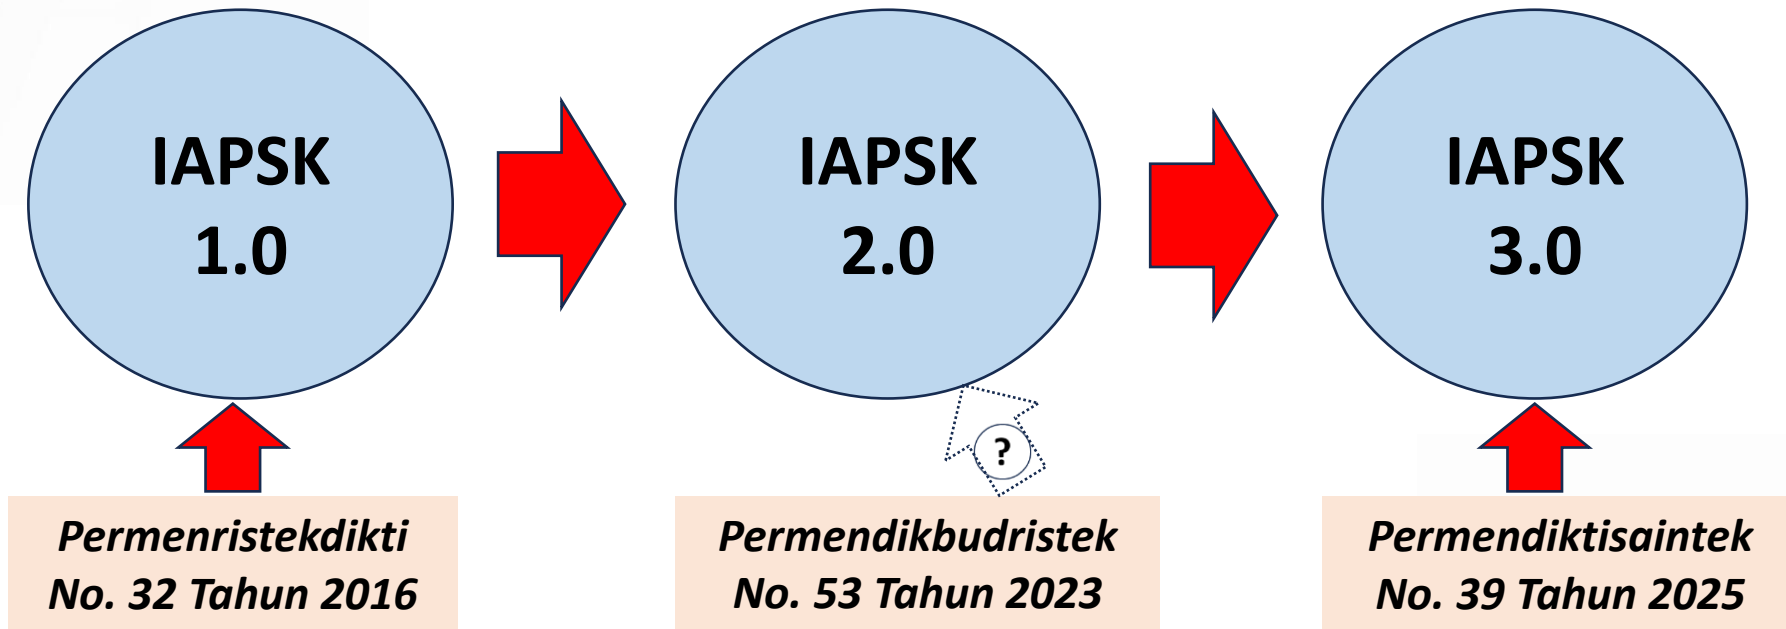 IAPSK
1.0
IAPSK
2.0
IAPSK
3.0
?
Permenristekdikti
No. 32 Tahun 2016
Permendikbudristek
No. 53 Tahun 2023
Permendiktisaintek
No. 39 Tahun 2025